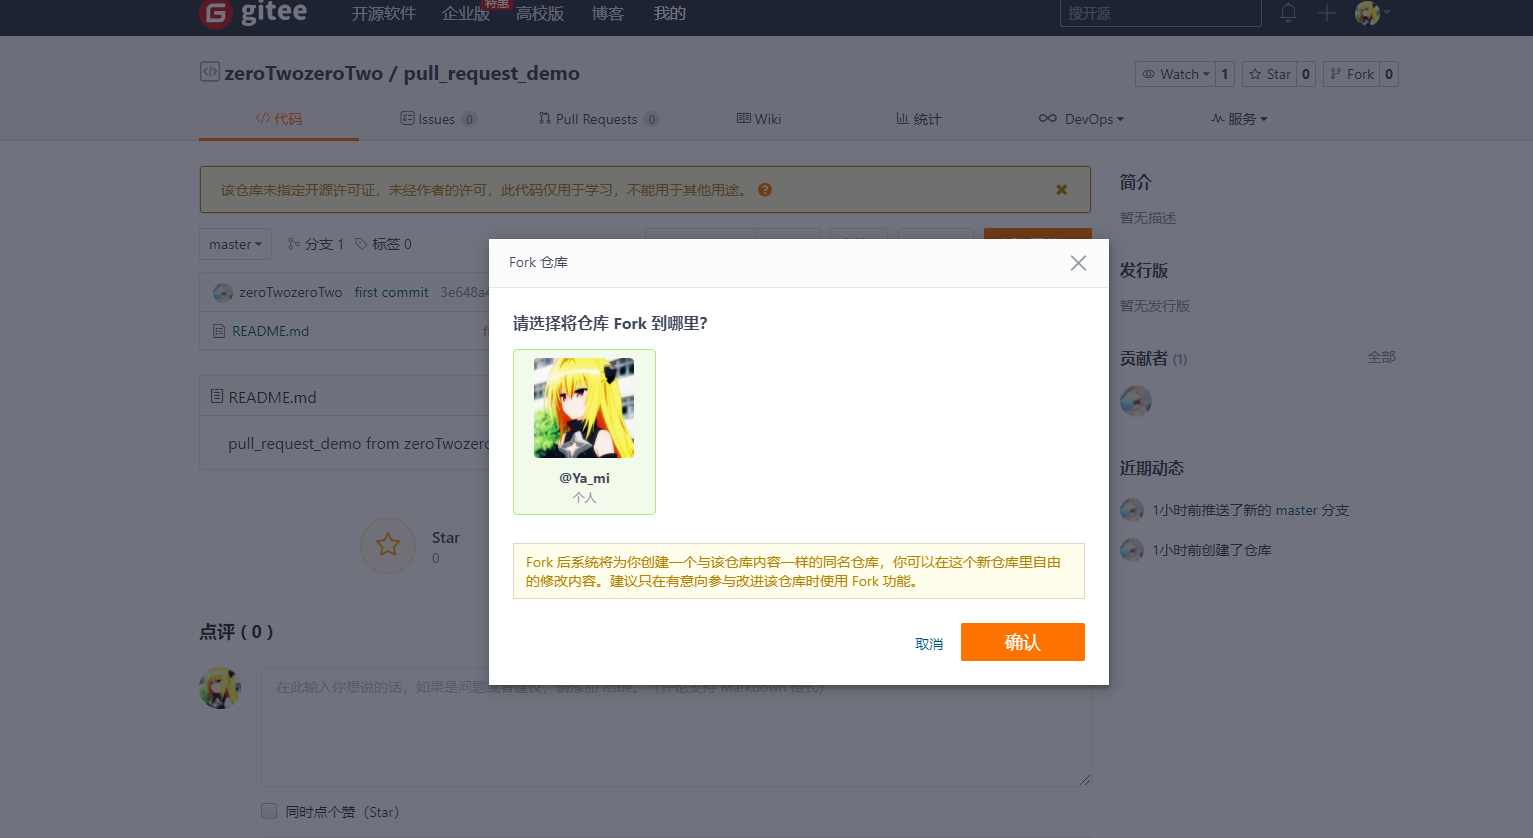 gitee 开源软件 企业版 特惠 高校版 博客 我的 搜开源
zeroTwozeroTwo / pull_request_demo Watch 1 Star 0 Fork 0
代码 Issues 0 Pull Requests 0 Wiki 统计 DevOps 服务
该仓库未指定开源许可证，未经作者的许可，此代码仅用于学习，不能用于其他用途。
master 分支 1 标签 0
zeroTwozeroTwo first commit 3e648a4
README.md
README.md
pull_request_demo from zeroTwozero
Star
0
点评 ( 0 )
在此输入你想说的话，如果是问题或者建议，请添加 Issue。（评论支持 Markdown 格式）
同时点个赞（Star）
Fork 仓库
请选择将仓库 Fork 到哪里？
@Ya_mi
个人
Fork 后系统将为你创建一个与该仓库内容一样的同名仓库，你可以在这个新仓库里自由
的修改内容。建议只在有意向参与改进该仓库时使用 Fork 功能。
取消 确认
简介
暂无描述
发行版
暂无发行版
贡献者 (1) 全部
近期动态
1小时前推送了新的 master 分支
1小时前创建了仓库